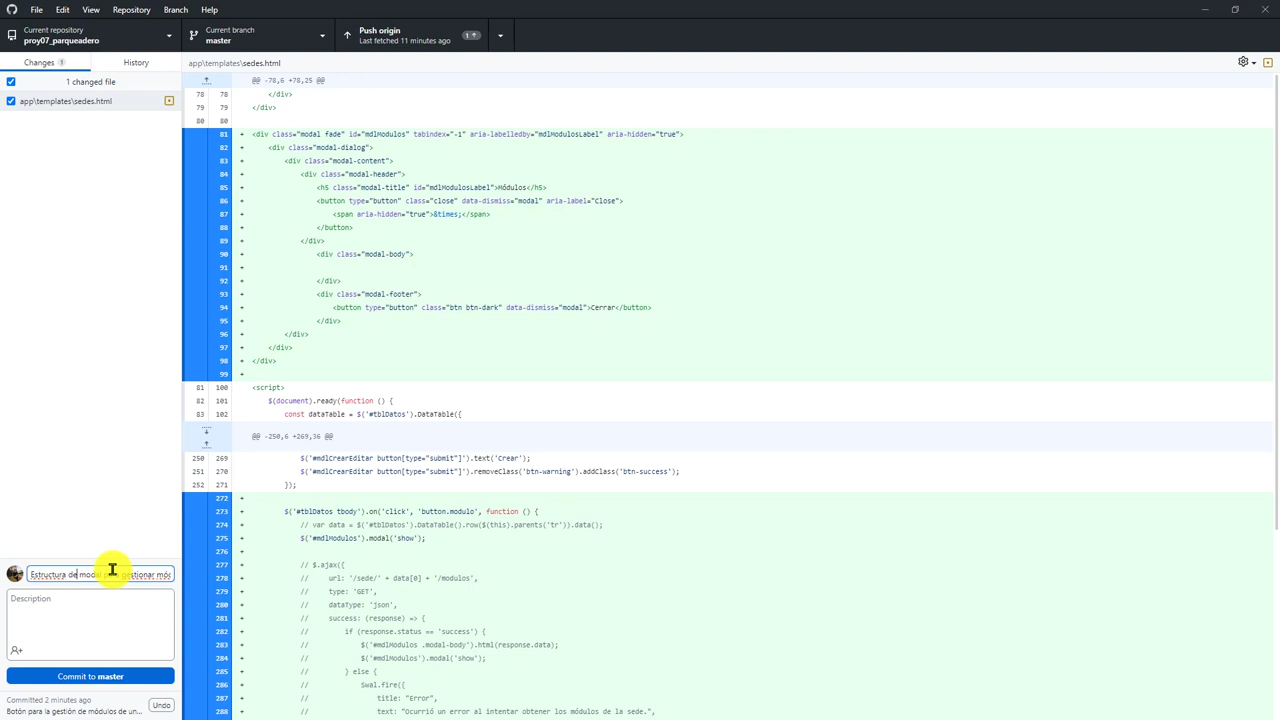 File Edit View Repository Branch Help
Current repository
proy07_parqueadero
Current branch
master
Push origin
Last fetched 11 minutes ago
1
Changes 1
History
app\templates\sedes.html
1 changed file
app\templates\sedes.html
@@ -78,6 +78,25 @@
78 78 </div>
79 79 </div>
80 80
81 + <div class="modal fade" id="mdlModulos" tabindex="-1" aria-labelledby="mdlModulosLabel" aria-hidden="true">
82 + <div class="modal-dialog">
83 + <div class="modal-content">
84 + <div class="modal-header">
85 + <h5 class="modal-title" id="mdlModulosLabel">Módulos</h5>
86 + <button type="button" class="close" data-dismiss="modal" aria-label="Close">
87 + <span aria-hidden="true">&times;</span>
88 + </button>
89 + </div>
90 + <div class="modal-body">
91 +
92 + </div>
93 + <div class="modal-footer">
94 + <button type="button" class="btn btn-dark" data-dismiss="modal">Cerrar</button>
95 + </div>
96 + </div>
97 + </div>
98 + </div>
99 +
81 100 <script>
82 101 $(document).ready(function () {
83 102 const dataTable = $('#tblDatos').DataTable({
@@ -250,6 +269,36 @@
250 269 $('#mdlCrearEditar button[type="submit"]').text('Crear');
251 270 $('#mdlCrearEditar button[type="submit"]').removeClass('btn-warning').addClass('btn-success');
252 271 });
272 +
273 + $('#tblDatos tbody').on('click', 'button.modulo', function () {
274 + // var data = $('#tblDatos').DataTable().row($(this).parents('tr')).data();
275 + $('#mdlModulos').modal('show');
276 +
277 + // $.ajax({
278 + // url: '/sede/' + data[0] + '/modulos',
279 + // type: 'GET',
280 + // dataType: 'json',
281 + // success: (response) => {
282 + // if (response.status == 'success') {
283 + // $('#mdlModulos .modal-body').html(response.data);
284 + // $('#mdlModulos').modal('show');
285 + // } else {
286 + // Swal.fire({
287 + // title: "Error",
288 + // text: "Ocurrió un error al intentar obtener los módulos de la sede.",
Estructura de modal gestionar
Description
Commit to master
Committed 2 minutes ago
Botón para la gestión de módulos de un...
Undo